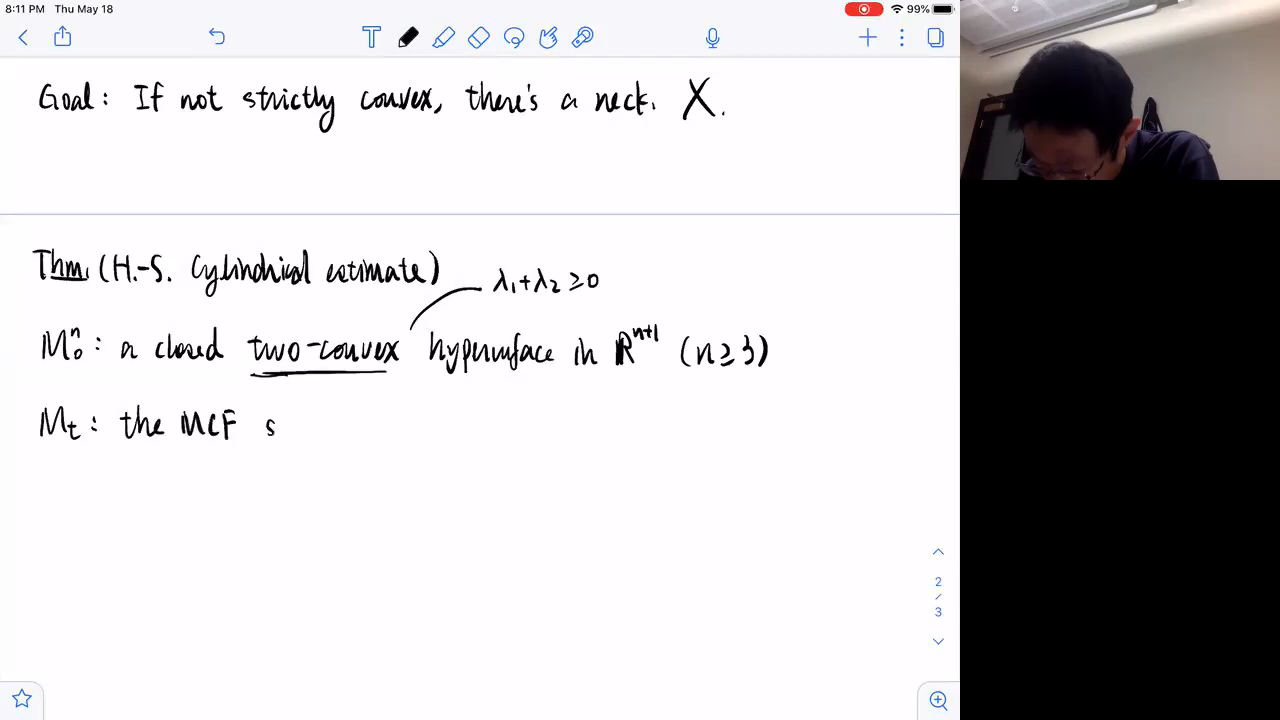 8:11 PM Thu May 18
99%
Goal: If not strictly convex, there's a neck. X.
Thm. (H.-S. Cylindrical estimate)
λ₁+λ₂ ≥ 0
M₀ⁿ : a closed two-convex hypersurface in ℝⁿ⁺¹ (n ≥ 3)
Mₜ : the MCF s
2
/
3